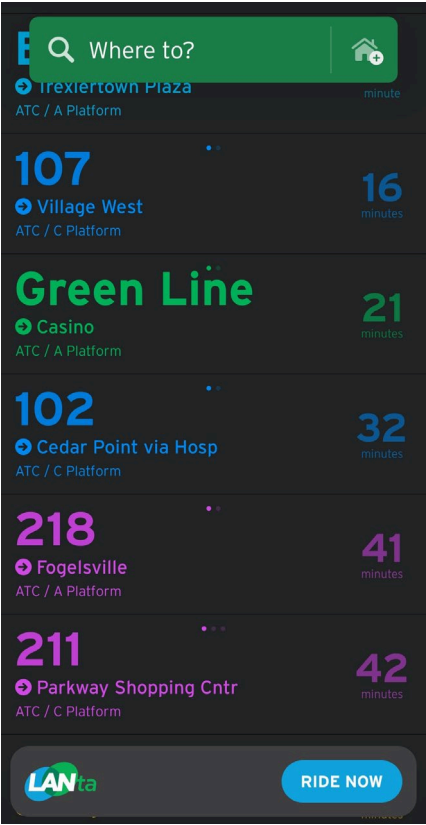 Where to?
Trexlertown Plaza
minute
ATC / A Platform
107
16
Village West
minutes
ATC / C Platform
Green Line
21
Casino
minutes
ATC / A Platform
102
32
Cedar Point via Hosp
minutes
ATC / C Platform
218
41
Fogelsville
minutes
ATC / A Platform
211
42
Parkway Shopping Cntr
minutes
ATC / C Platform
LANta
RIDE NOW